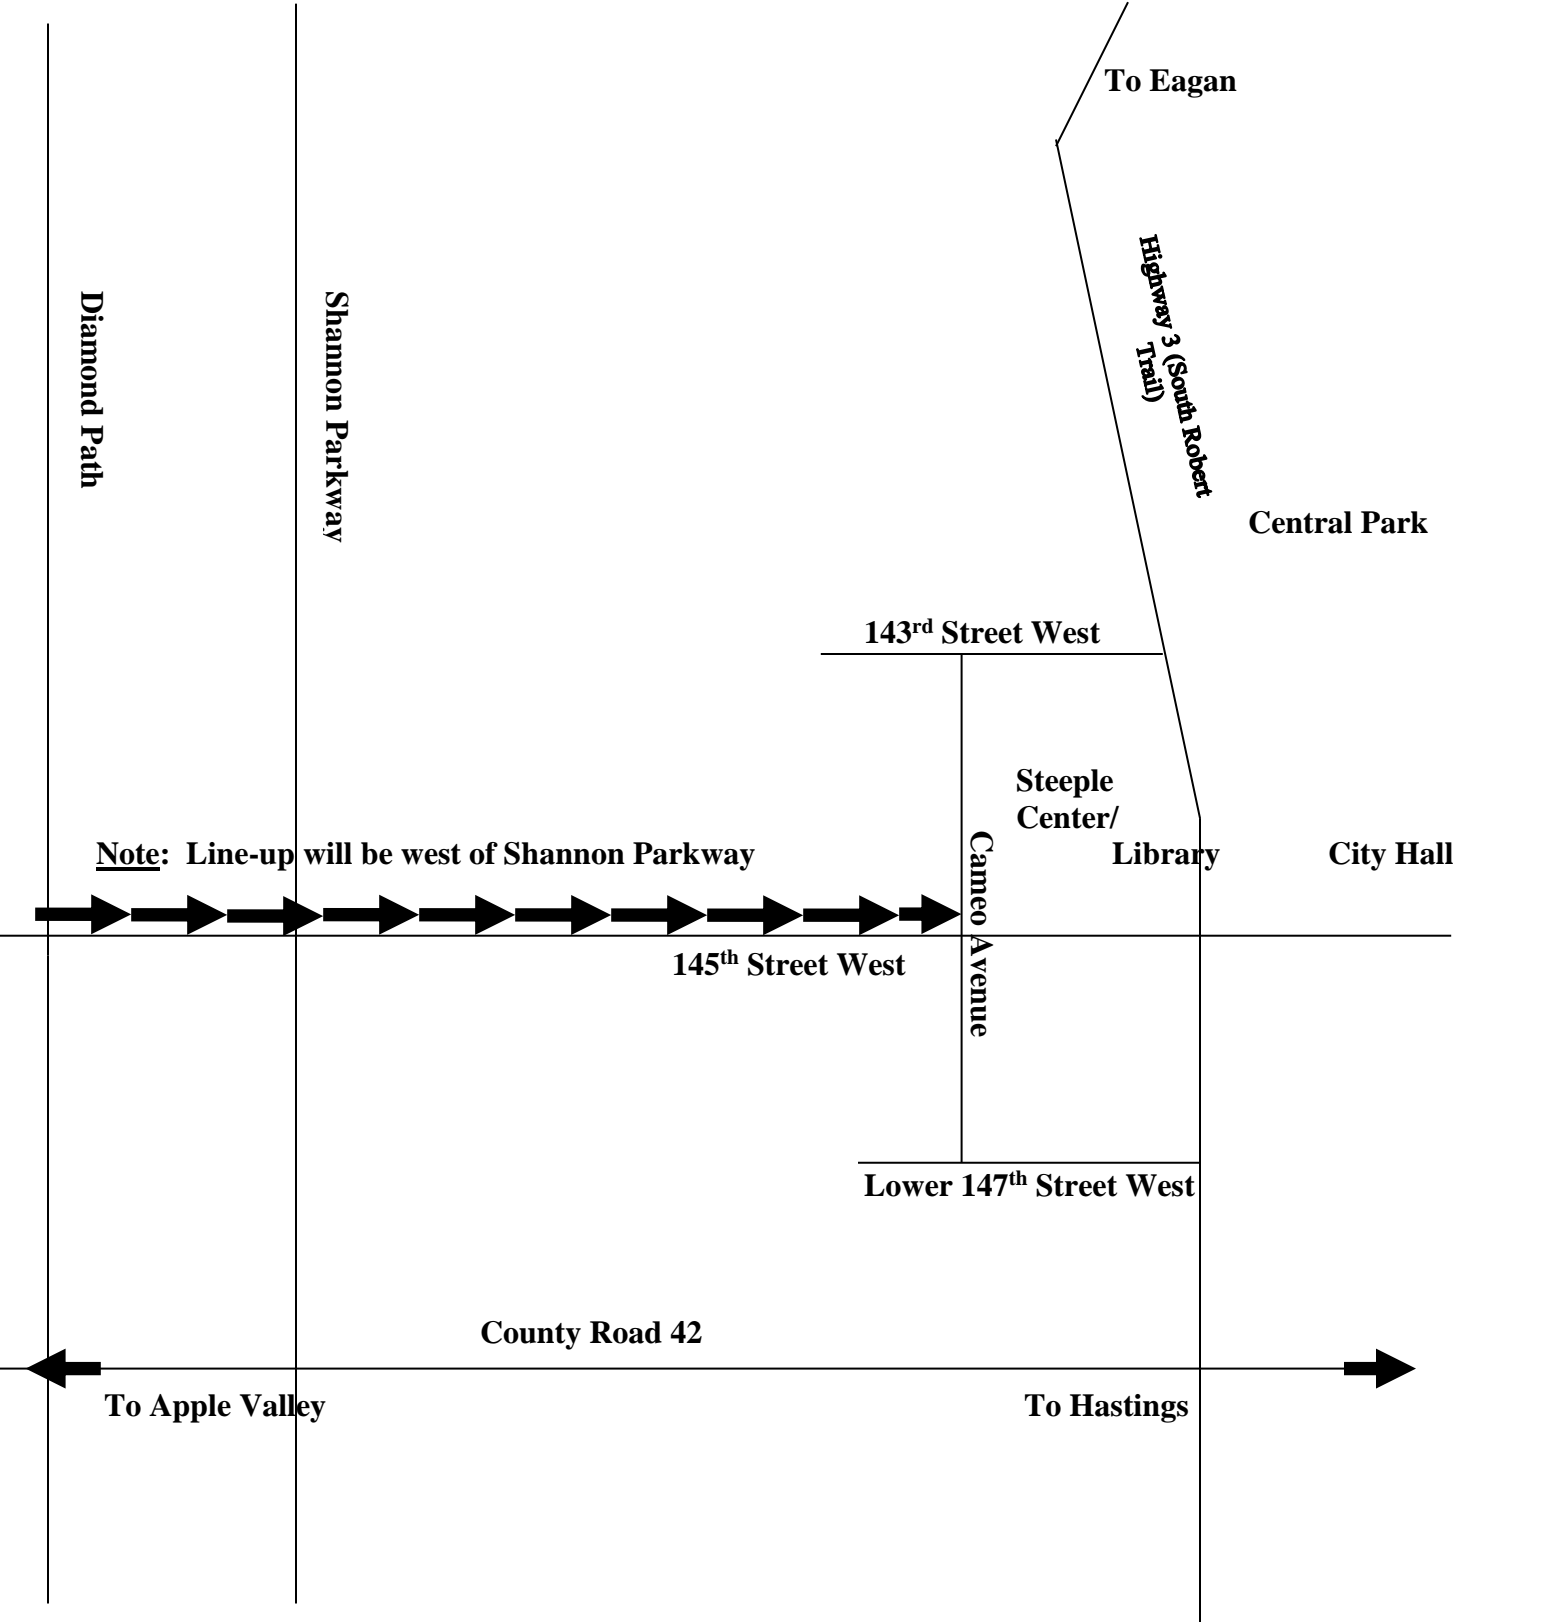 To Eagan
Highway 3 (South Robert
Trail)
Diamond Path
Shannon Parkway
Central Park
143rd Street West
Steeple
Center/
Library
City Hall
Note: Line-up will be west of Shannon Parkway
Cameo Avenue
145th Street West
Lower 147th Street West
County Road 42
To Apple Valley
To Hastings